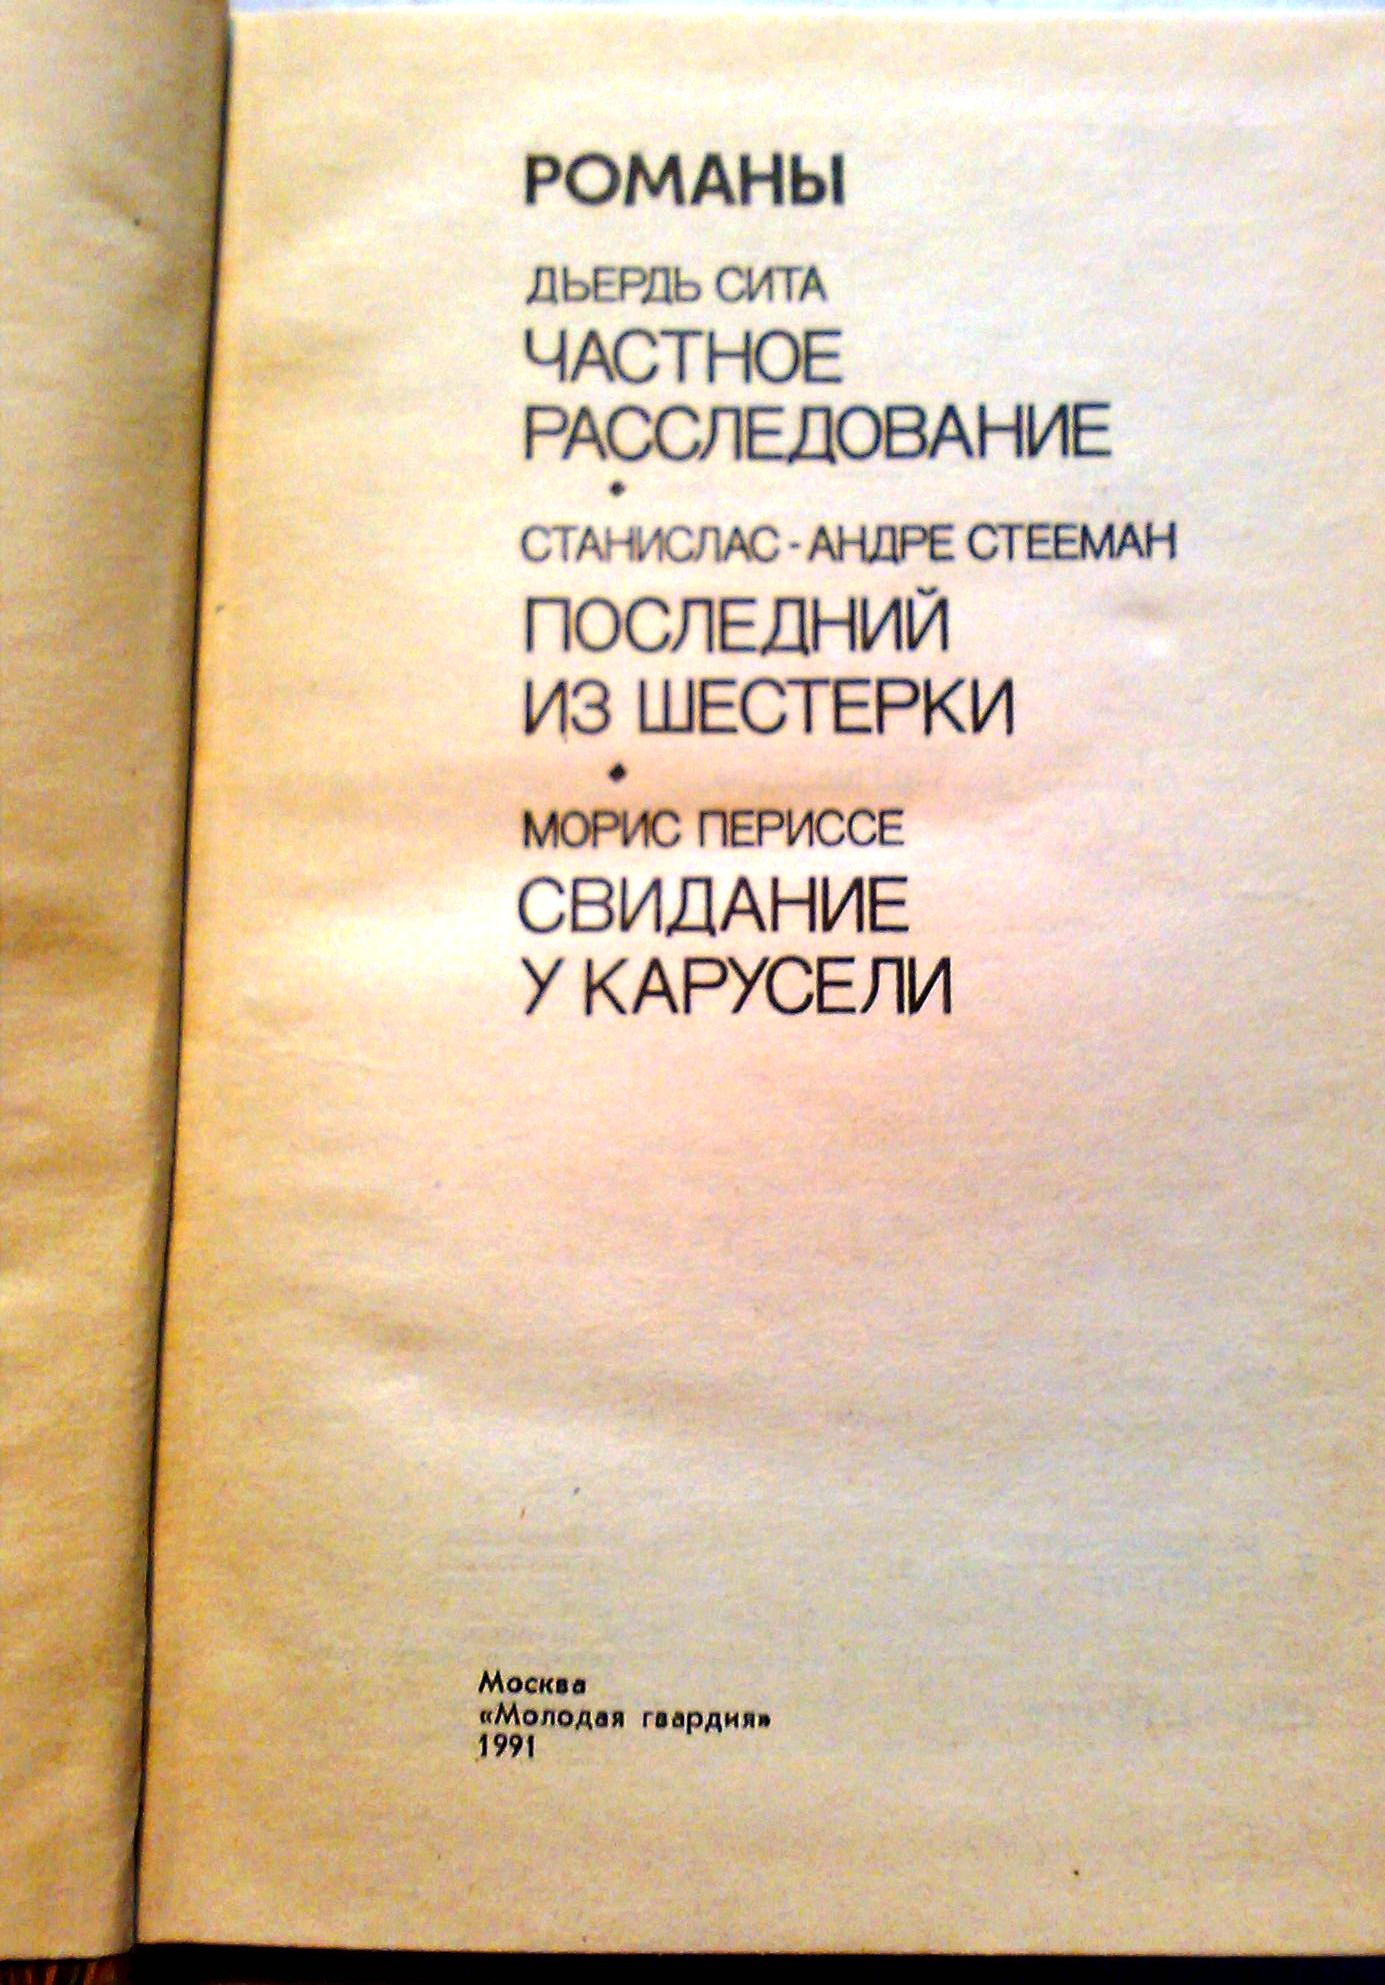 РОМАНЫ
ДЬЕРДЬ СИТА
ЧАСТНОЕ
РАССЛЕДОВАНИЕ
СТАНИСЛАС-АНДРЕ СТЕЕМАН
ПОСЛЕДНИЙ
ИЗ ШЕСТЕРКИ
МОРИС ПЕРИССЕ
СВИДАНИЕ
У КАРУСЕЛИ
Москва
«Молодая гвардия»
1991